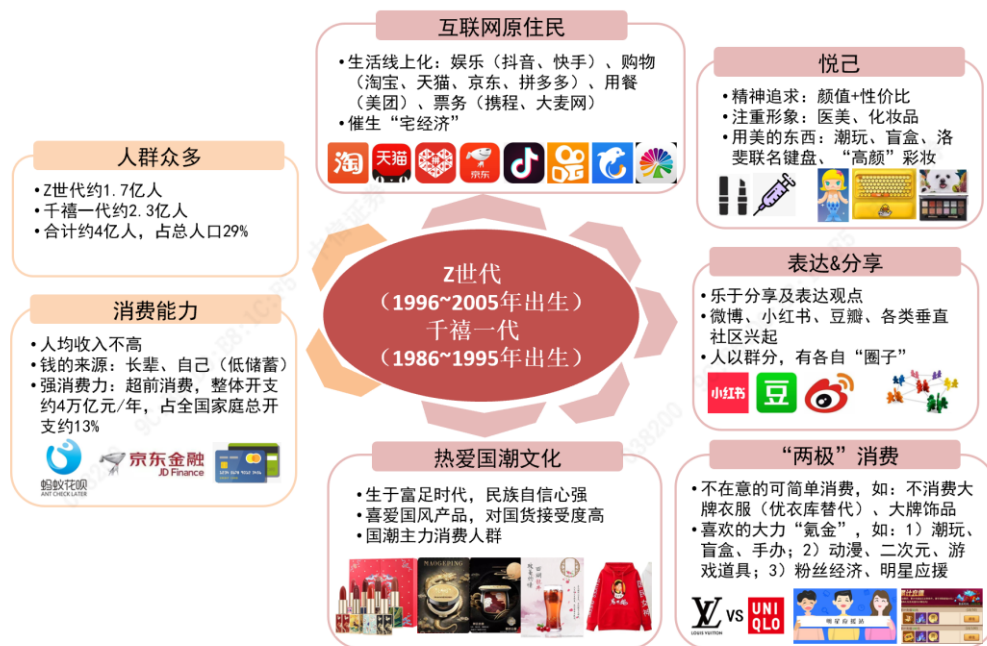 互联网原住民
•生活线上化：娱乐（抖音、快手）、购物
（淘宝、天猫、京东、拼多多）、用餐
（美团）、票务（携程、大麦网）
•催生“宅经济”
淘
天猫
京东
悦己
•精神追求：颜值+性价比
•注重形象：医美、化妆品
•用美的东西：潮玩、盲盒、洛
斐联名键盘、“高颜”彩妆
人群众多
•Z世代约1.7亿人
•千禧一代约2.3亿人
•合计约4亿人，占总人口29%
Z世代
（1996~2005年出生）
千禧一代
（1986~1995年出生）
表达&分享
•乐于分享及表达观点
•微博、小红书、豆瓣、各类垂直
社区兴起
•人以群分，有各自“圈子”
小红书
豆
消费能力
•人均收入不高
•钱的来源：长辈、自己（低储蓄）
•强消费力：超前消费，整体开支
约4万亿元/年，占全国家庭总开
支约13%
蚂蚁花呗
ANT CHECK LATER
京东金融
JD Finance
热爱国潮文化
•生于富足时代，民族自信心强
•喜爱国风产品，对国货接受度高
•国潮主力消费人群
MAOGEPING
“两极”消费
•不在意的可简单消费，如：不消费大
牌衣服（优衣库替代）、大牌饰品
•喜欢的大力“氪金”，如：1）潮玩、
盲盒、手办；2）动漫、二次元、游
戏道具；3）粉丝经济、明星应援
LOUIS VUITTON
VS
UNI
QLO
明星应援站